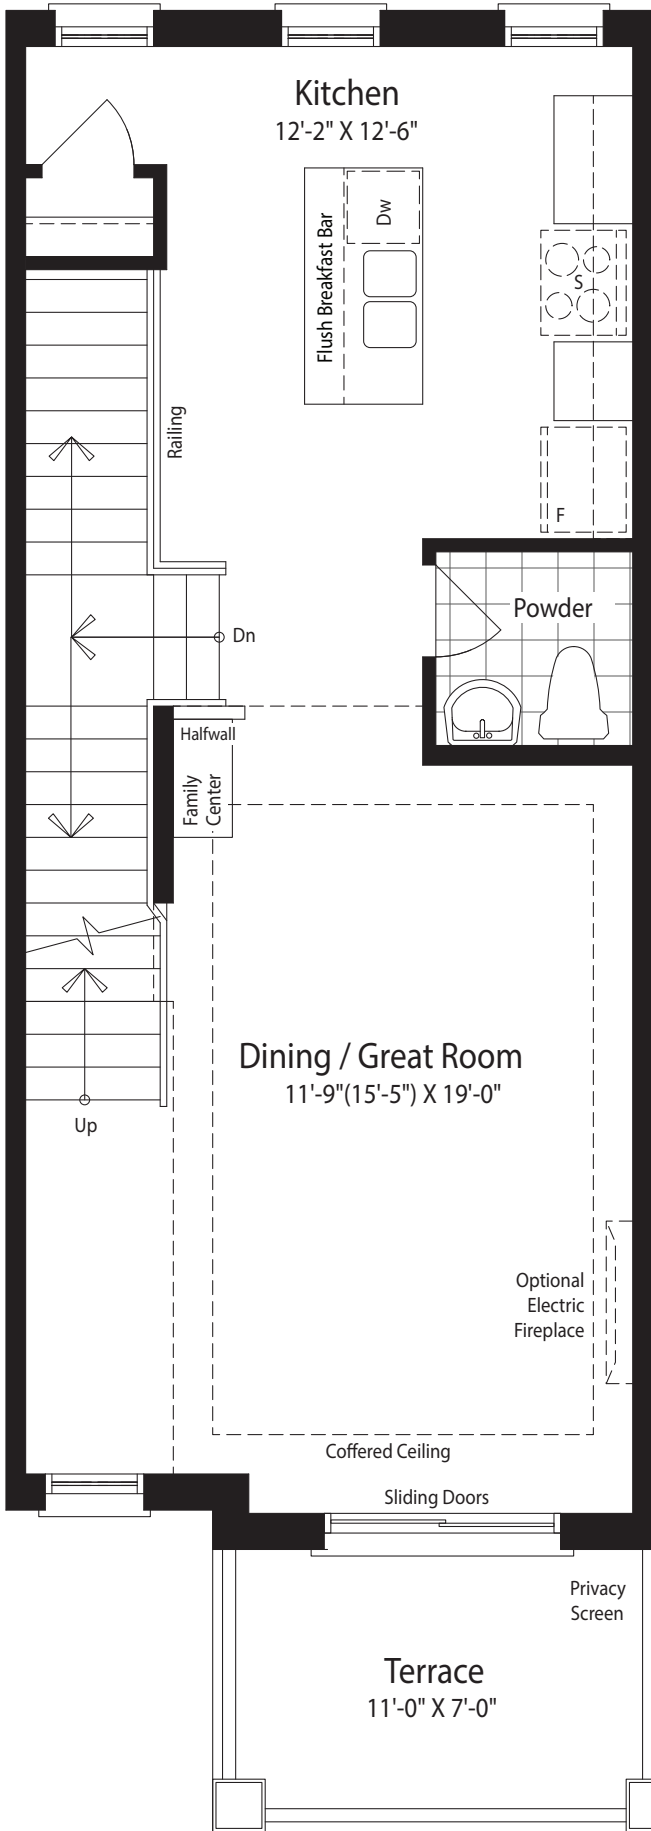 Kitchen
12'-2" X 12'-6"
Flush Breakfast Bar
Dw
S
Railing
F
Powder
Dn
Halfwall
Family
Center
Dining / Great Room
11'-9"(15'-5") X 19'-0"
Up
Optional
Electric
Fireplace
Coffered Ceiling
Sliding Doors
Privacy
Screen
Terrace
11'-0" X 7'-0"